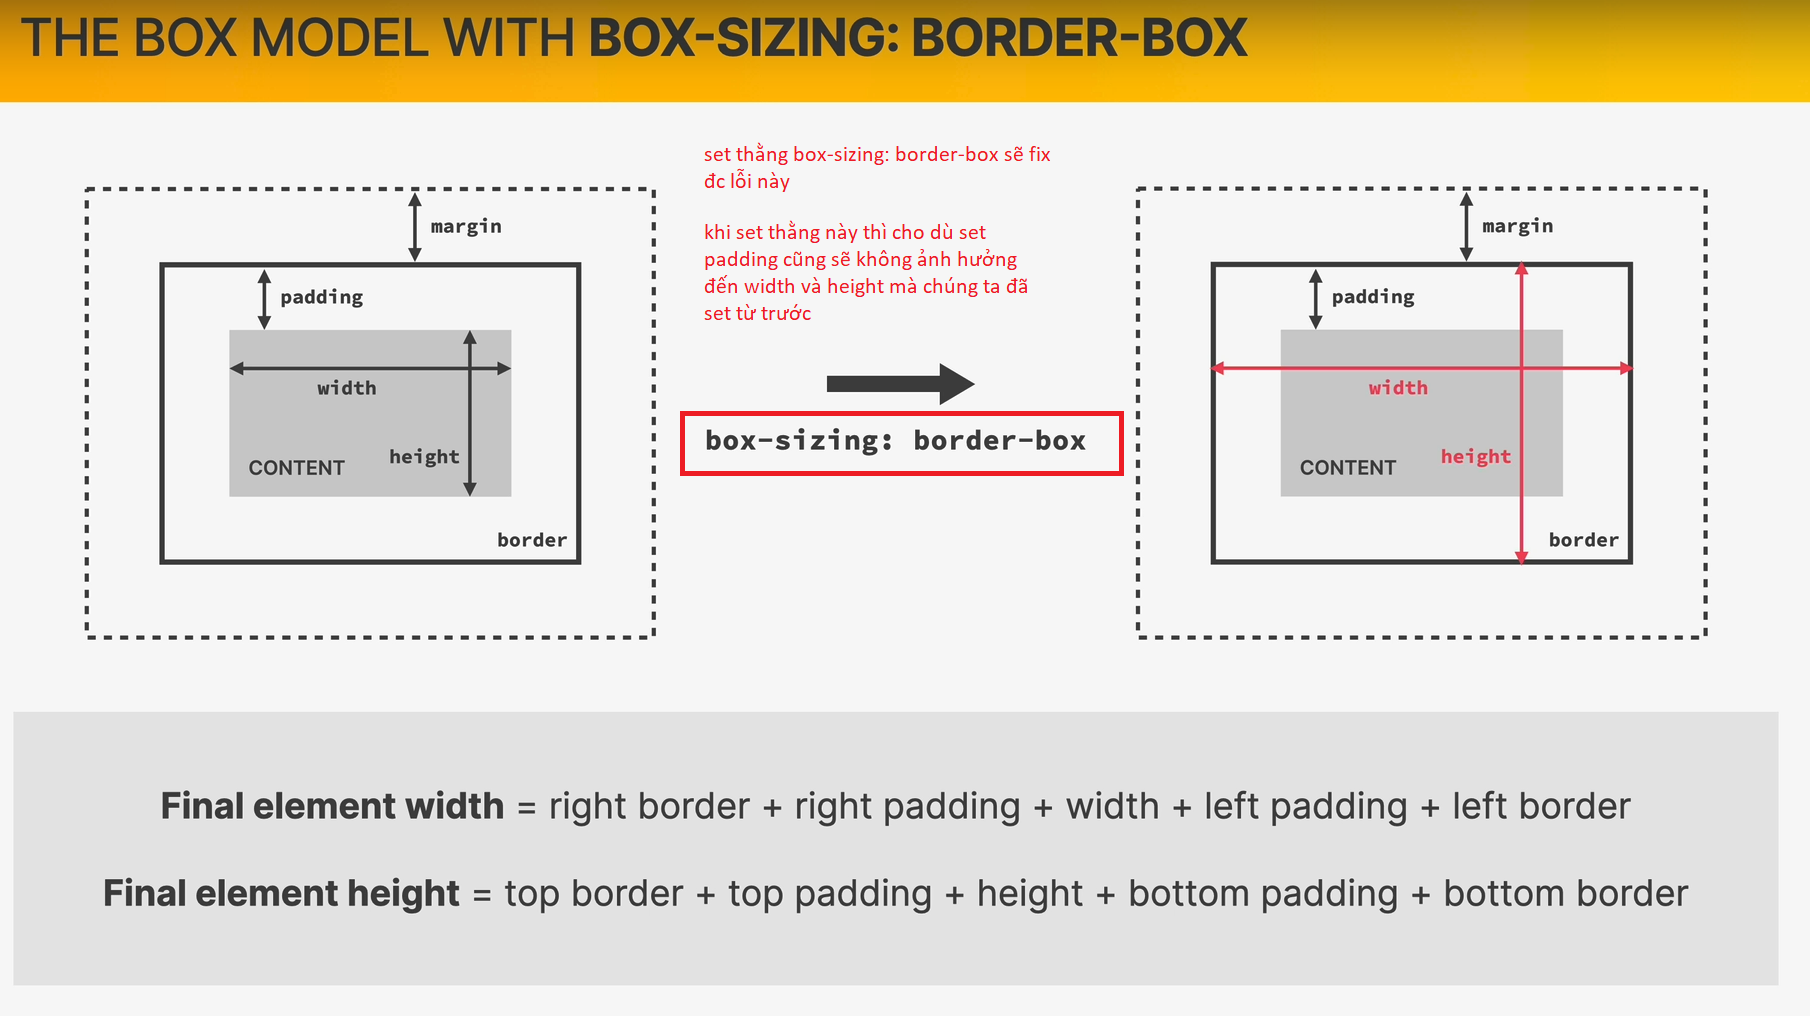 THE BOX MODEL WITH BOX-SIZING: BORDER-BOX
set thằng box-sizing: border-box sẽ fix
đc lỗi này
khi set thằng này thì cho dù set
padding cũng sẽ không ảnh hưởng
đến width và height mà chúng ta đã
set từ trước
margin
padding
width
height
CONTENT
border
box-sizing: border-box
margin
padding
width
height
CONTENT
border
Final element width = right border + right padding + width + left padding + left border
Final element height = top border + top padding + height + bottom padding + bottom border